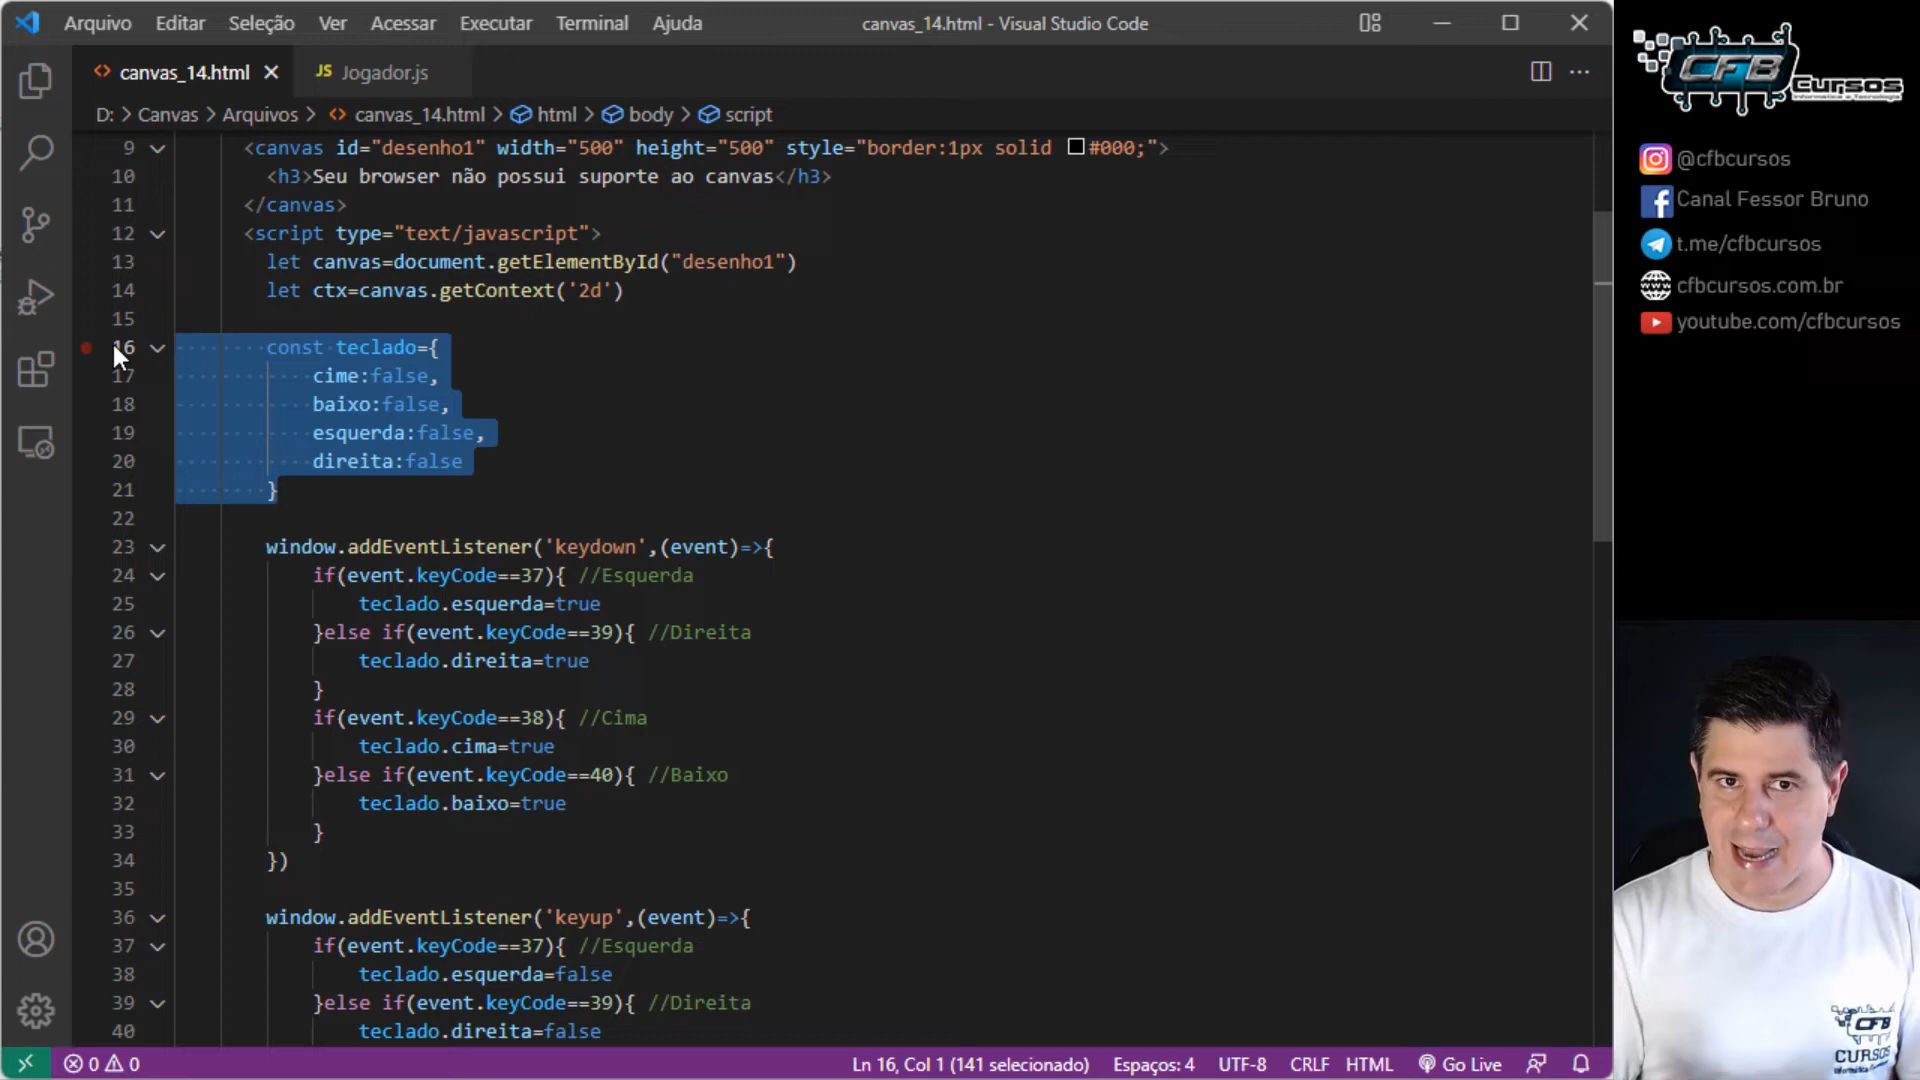 Arquivo Editar Seleção Ver Acessar Executar Terminal Ajuda canvas_14.html - Visual Studio Code
canvas_14.html JS Jogador.js
D: > Canvas > Arquivos > canvas_14.html > html > body > script
9 <canvas id="desenho1" width="500" height="500" style="border:1px solid #000;">
10 <h3>Seu browser não possui suporte ao canvas</h3>
11 </canvas>
12 <script type="text/javascript">
13 let canvas=document.getElementById("desenho1")
14 let ctx=canvas.getContext('2d')
15
16 const teclado={
17 cime:false,
18 baixo:false,
19 esquerda:false,
20 direita:false
21 }
22
23 window.addEventListener('keydown',(event)=>{
24 if(event.keyCode==37){ //Esquerda
25 teclado.esquerda=true
26 }else if(event.keyCode==39){ //Direita
27 teclado.direita=true
28 }
29 if(event.keyCode==38){ //Cima
30 teclado.cima=true
31 }else if(event.keyCode==40){ //Baixo
32 teclado.baixo=true
33 }
34 })
35
36 window.addEventListener('keyup',(event)=>{
37 if(event.keyCode==37){ //Esquerda
38 teclado.esquerda=false
39 }else if(event.keyCode==39){ //Direita
40 teclado.direita=false
0 0 Ln 16, Col 1 (141 selecionado) Espaços: 4 UTF-8 CRLF HTML Go Live
CFB Cursos
@cfbcursos
Canal Fessor Bruno
t.me/cfbcursos
cfbcursos.com.br
youtube.com/cfbcursos
CFB
CURSOS